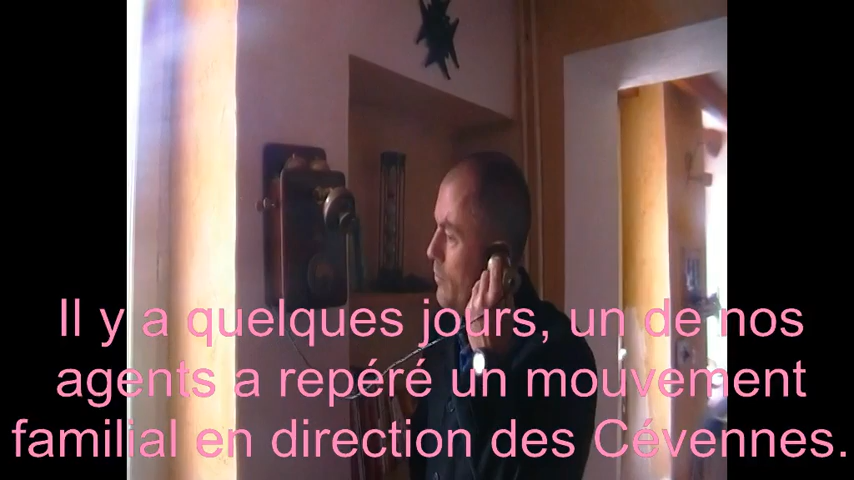 Il y a quelques jours, un de nos
agents a repéré un mouvement
familial en direction des Cévennes.